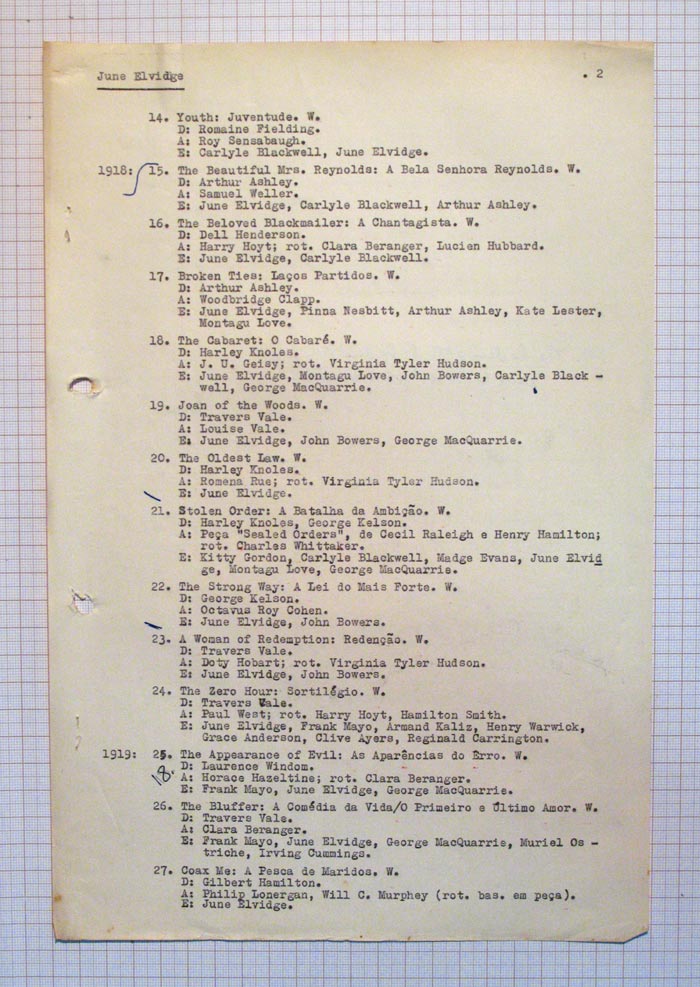 June Elvidge . 2
14. Youth: Juventude. W.
D: Romaine Fielding.
A: Roy Sensabaugh.
E: Carlyle Blackwell, June Elvidge.
1918: 15. The Beautiful Mrs. Reynolds: A Bela Senhora Reynolds. W.
D: Arthur Ashley.
A: Samuel Weller.
E: June Elvidge, Carlyle Blackwell, Arthur Ashley.
16. The Beloved Blackmailer: A Chantagista. W.
D: Dell Henderson.
A: Harry Hoyt; rot. Clara Beranger, Lucien Hubbard.
E: June Elvidge, Carlyle Blackwell.
17. Broken Ties: Laços Partidos. W.
D: Arthur Ashley.
A: Woodbridge Clapp.
E: June Elvidge, Pinna Nesbitt, Arthur Ashley, Kate Lester,
Montagu Love.
18. The Cabaret: O Cabaré. W.
D: Harley Knoles.
A: J. U. Geisy; rot. Virginia Tyler Hudson.
E: June Elvidge, Montagu Love, John Bowers, Carlyle Black -
well, George MacQuarrie.
19. Joan of the Woods. W.
D: Travers Vale.
A: Louise Vale.
E: June Elvidge, John Bowers, George MacQuarrie.
20. The Oldest Law. W.
D: Harley Knoles.
A: Romena Rue; rot. Virginia Tyler Hudson.
E: June Elvidge.
21. Stolen Order: A Batalha da Ambição. W.
D: Harley Knoles, George Kelson.
A: Peça "Sealed Orders", de Cecil Raleigh e Henry Hamilton;
rot. Charles Whittaker.
E: Kitty Gordon, Carlyle Blackwell, Madge Evans, June Elvid
ge, Montagu Love, George MacQuarrie.
22. The Strong Way: A Lei do Mais Forte. W.
D: George Kelson.
A: Octavus Roy Cohen.
E: June Elvidge, John Bowers.
23. A Woman of Redemption: Redenção. W.
D: Travers Vale.
A: Doty Hobart; rot. Virginia Tyler Hudson.
E: June Elvidge, John Bowers.
24. The Zero Hour: Sortilégio. W.
D: Travers Vale.
A: Paul West; rot. Harry Hoyt, Hamilton Smith.
E: June Elvidge, Frank Mayo, Armand Kaliz, Henry Warwick,
Grace Anderson, Clive Ayers, Reginald Carrington.
1919: 25. The Appearance of Evil: As Aparências do Erro. W.
D: Laurence Windom.
18. A: Horace Hazeltine; rot. Clara Beranger.
E: Frank Mayo, June Elvidge, George MacQuarrie.
26. The Bluffer: A Comédia da Vida/O Primeiro e Último Amor. W.
D: Travers Vale.
A: Clara Beranger.
E: Frank Mayo, June Elvidge, George MacQuarrie, Muriel Os -
triche, Irving Cummings.
27. Coax Me: A Pesca de Maridos. W.
D: Gilbert Hamilton.
A: Philip Lonergan, Will C. Murphey (rot. bas. em peça).
E: June Elvidge.